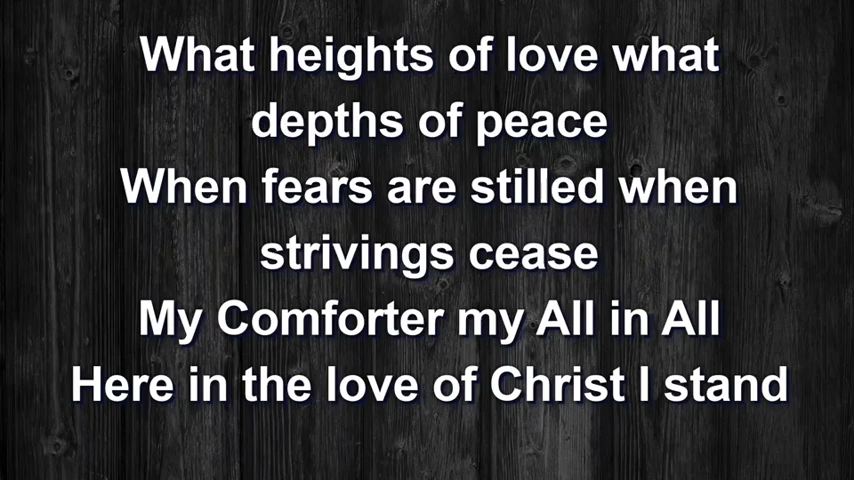 What heights of love what
depths of peace
When fears are stilled when
strivings cease
My Comforter my All in All
Here in the love of Christ I stand